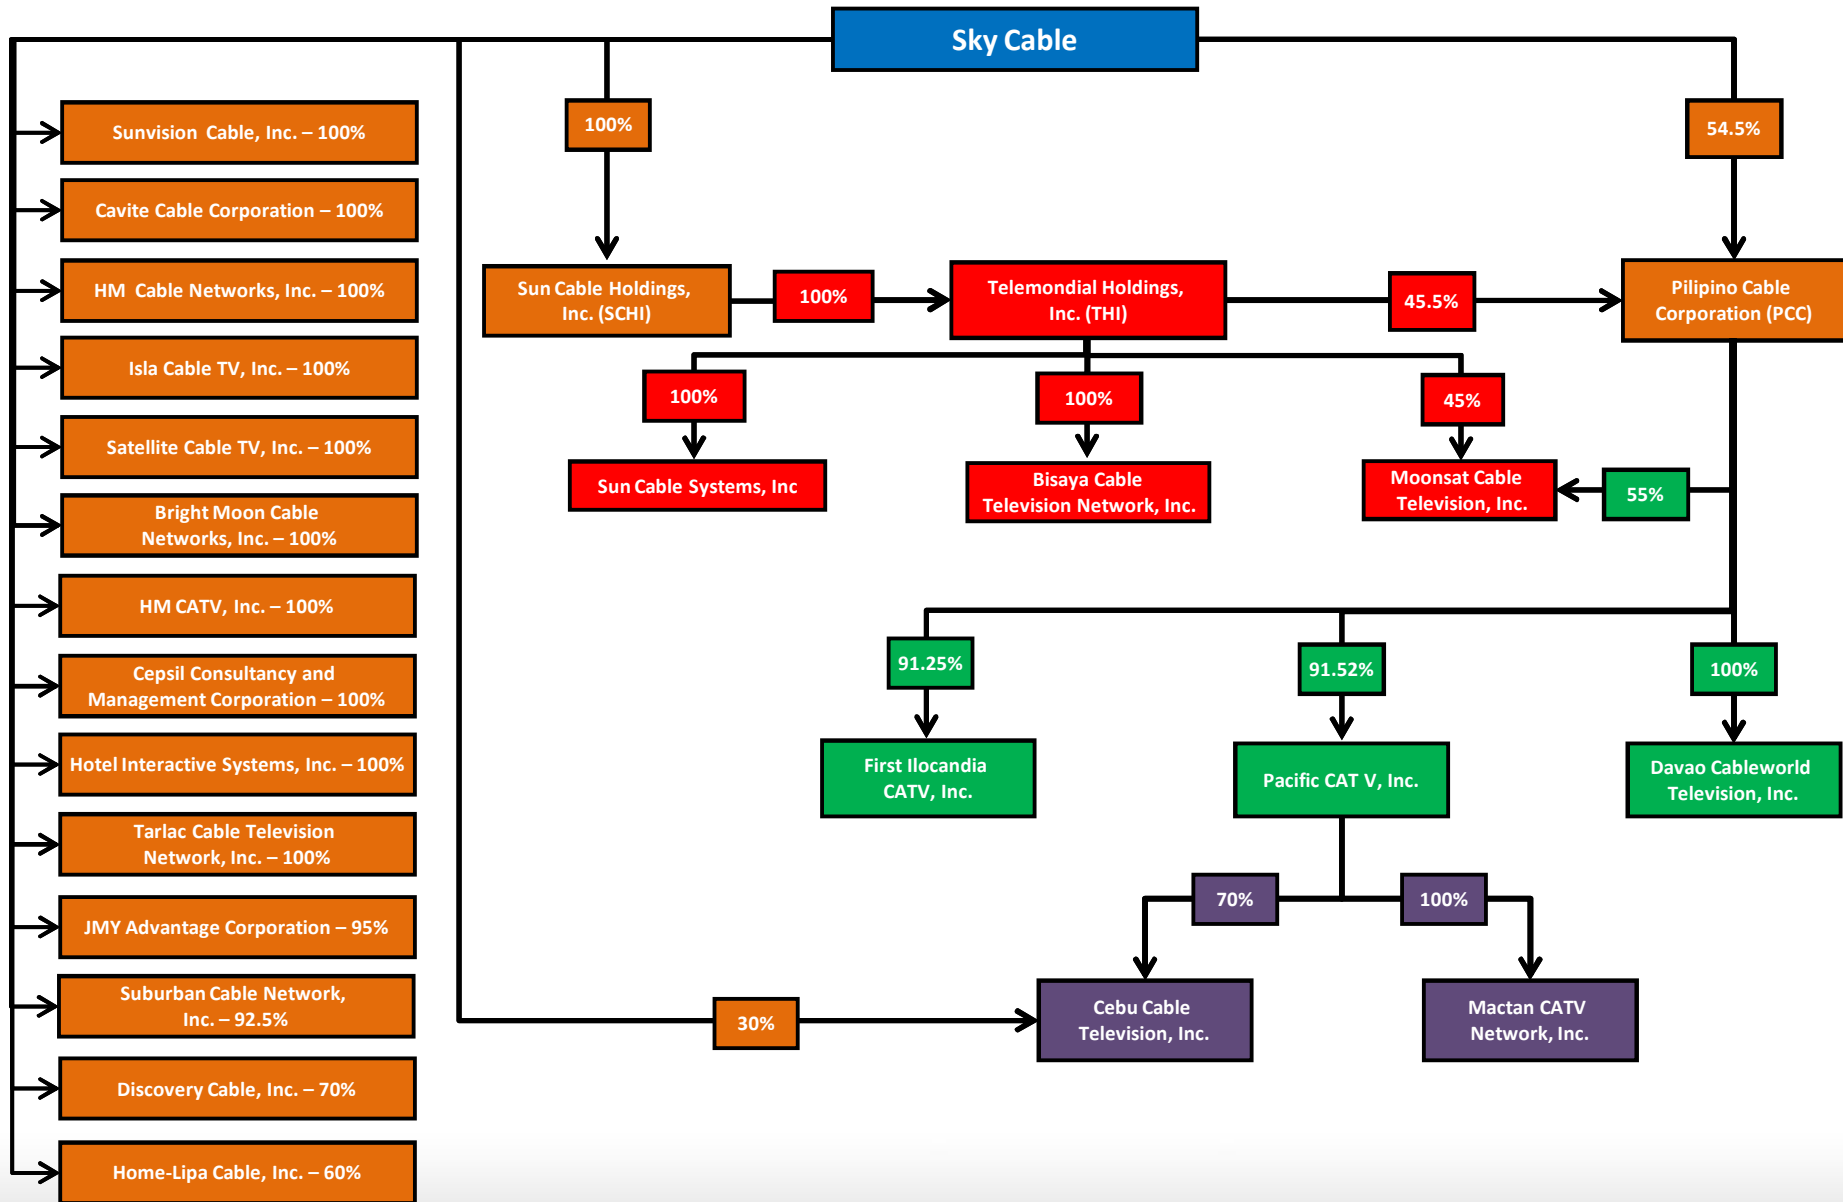 Sky Cable
Sunvision Cable, Inc. – 100%
Cavite Cable Corporation – 100%
HM Cable Networks, Inc. – 100%
Isla Cable TV, Inc. – 100%
Satellite Cable TV, Inc. – 100%
Bright Moon Cable
Networks, Inc. – 100%
HM CATV, Inc. – 100%
Cepsil Consultancy and
Management Corporation – 100%
Hotel Interactive Systems, Inc. – 100%
Tarlac Cable Television
Network, Inc. – 100%
JMY Advantage Corporation – 95%
Suburban Cable Network,
Inc. – 92.5%
Discovery Cable, Inc. – 70%
Home-Lipa Cable, Inc. – 60%
100%
54.5%
Sun Cable Holdings,
Inc. (SCHI)
100%
Telemondial Holdings,
Inc. (THI)
45.5%
Pilipino Cable
Corporation (PCC)
100%
100%
45%
Sun Cable Systems, Inc
Bisaya Cable
Television Network, Inc.
Moonsat Cable
Television, Inc.
55%
91.25%
91.52%
100%
First Ilocandia
CATV, Inc.
Pacific CAT V, Inc.
Davao Cableworld
Television, Inc.
70%
100%
30%
Cebu Cable
Television, Inc.
Mactan CATV
Network, Inc.